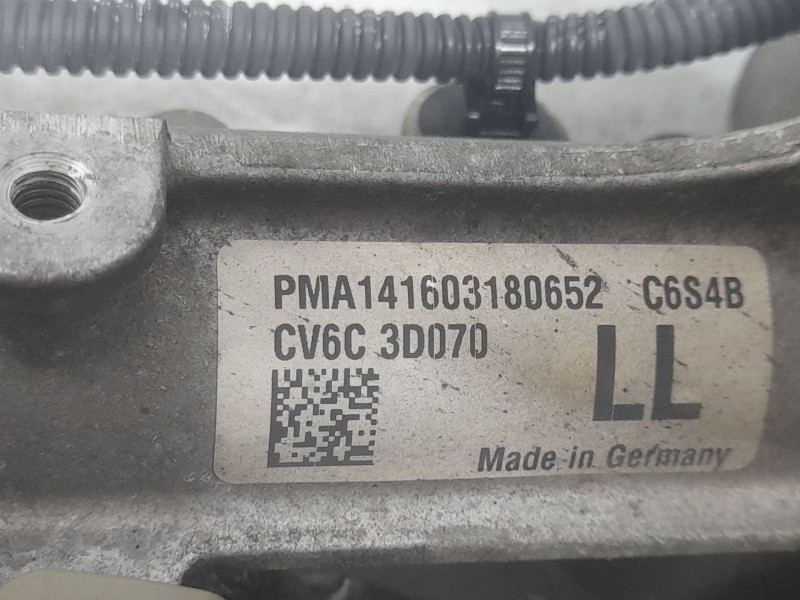 PMA141603180652 C6S4B
CV6C 3D070
LL
Made in Germany